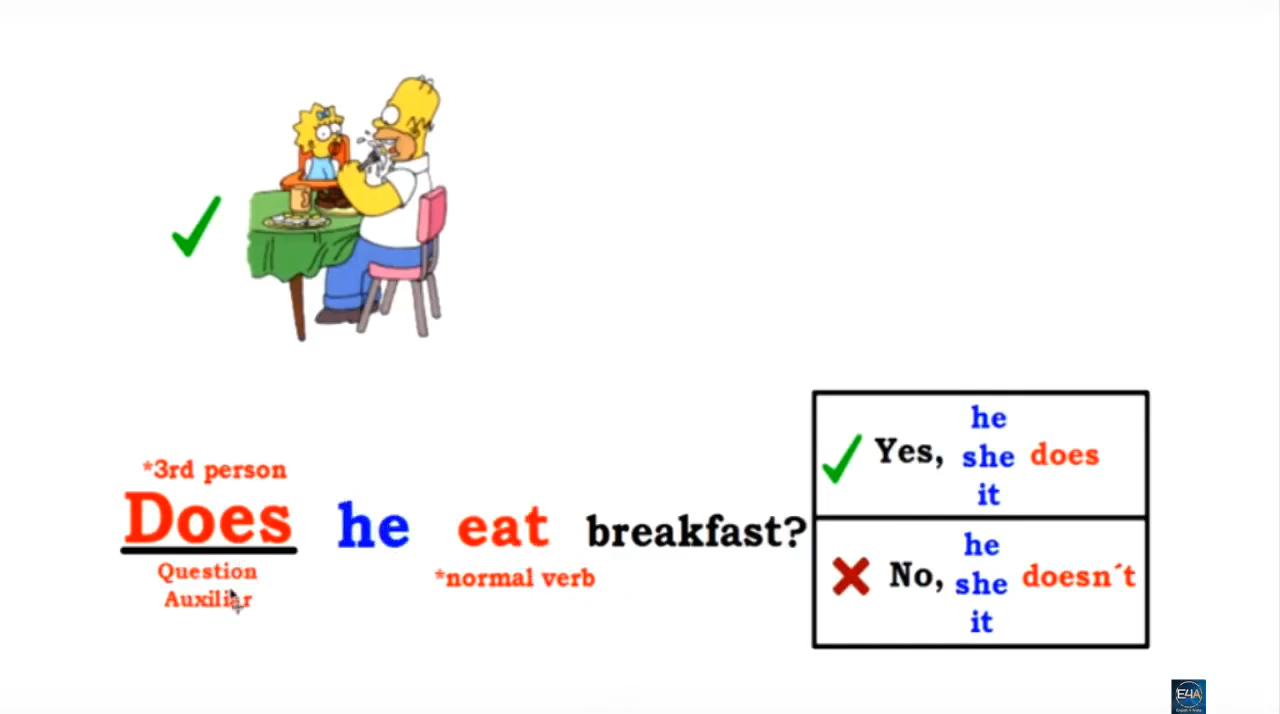 *3rd person
Does he eat breakfast?
Question
Auxiliar
*normal verb
he
Yes, she does
it
he
No, she doesn´t
it
E4A